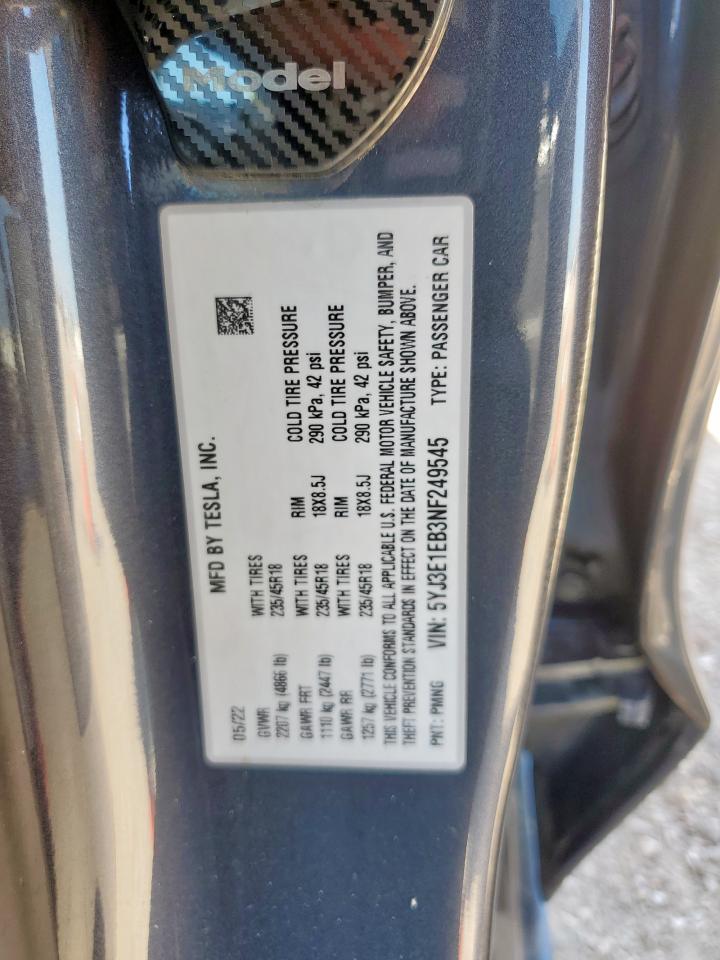 Model
MFD BY TESLA, INC.
05/22
GVWR WITH TIRES RIM COLD TIRE PRESSURE
2207 kg (4866 lb) 235/45R18
GAWR FRT
1110 kg (2447 lb) 235/45R18 18X8.5J 290 kPa, 42 psi
GAWR RR WITH TIRES RIM COLD TIRE PRESSURE
1257 kg (2771 lb) 235/45R18 18X8.5J 290 kPa, 42 psi
THIS VEHICLE CONFORMS TO ALL APPLICABLE U.S. FEDERAL MOTOR VEHICLE SAFETY, BUMPER, AND
THEFT PREVENTION STANDARDS IN EFFECT ON THE DATE OF MANUFACTURE SHOWN ABOVE.
PNT: PMNG VIN: 5YJ3E1EB3NF249545 TYPE: PASSENGER CAR